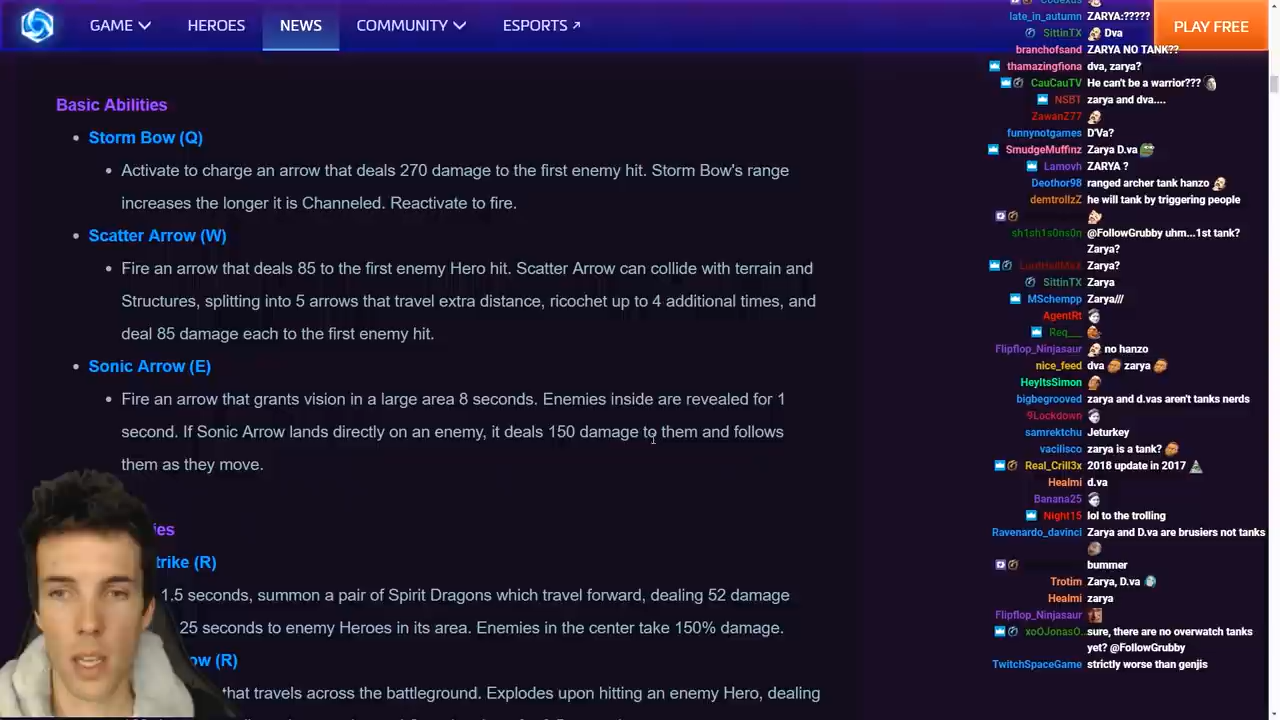 GAME
HEROES
NEWS
COMMUNITY
ESPORTS
PLAY FREE
Basic Abilities
Storm Bow (Q)
Activate to charge an arrow that deals 270 damage to the first enemy hit. Storm Bow's range
increases the longer it is Channeled. Reactivate to fire.
Scatter Arrow (W)
Fire an arrow that deals 85 to the first enemy Hero hit. Scatter Arrow can collide with terrain and
Structures, splitting into 5 arrows that travel extra distance, ricochet up to 4 additional times, and
deal 85 damage each to the first enemy hit.
Sonic Arrow (E)
Fire an arrow that grants vision in a large area 8 seconds. Enemies inside are revealed for 1
second. If Sonic Arrow lands directly on an enemy, it deals 150 damage to them and follows
them as they move.
ies
trike (R)
1.5 seconds, summon a pair of Spirit Dragons which travel forward, dealing 52 damage
25 seconds to enemy Heroes in its area. Enemies in the center take 150% damage.
ow (R)
that travels across the battleground. Explodes upon hitting an enemy Hero, dealing
late_in_autumn ZARYA:?????
SittinTX Dva
branchofsand ZARYA NO TANK??
thamazingfiona dva, zarya?
CauCauTV He can't be a warrior???
NSBT zarya and dva....
ZawanZ77
funnynotgames D'Va?
SmudgeMuffinz Zarya D.va
Lamovh ZARYA ?
Deothor98 ranged archer tank hanzo
demtrollzZ he will tank by triggering people
sh1sh1s0ns0n @FollowGrubby uhm...1st tank?
Zarya?
Zarya?
SittinTX Zarya
MSchempp Zarya///
AgentRt
Req__
Flipflop_Ninjasaur no hanzo
nice_feed dva zarya
HeyItsSimon
bigbegrooved zarya and d.vas aren't tanks nerds
9Lockdown
samrektchu Jeturkey
vacilisco zarya is a tank?
Real_Crill3x 2018 update in 2017
Healmi d.va
Banana25
Night15 lol to the trolling
Ravenardo_davinci Zarya and D.va are brusiers not tanks
bummer
Trotim Zarya, D.va
Healmi zarya
Flipflop_Ninjasaur
xoOJonasO.. sure, there are no overwatch tanks
yet? @FollowGrubby
TwitchSpaceGame strictly worse than genjis